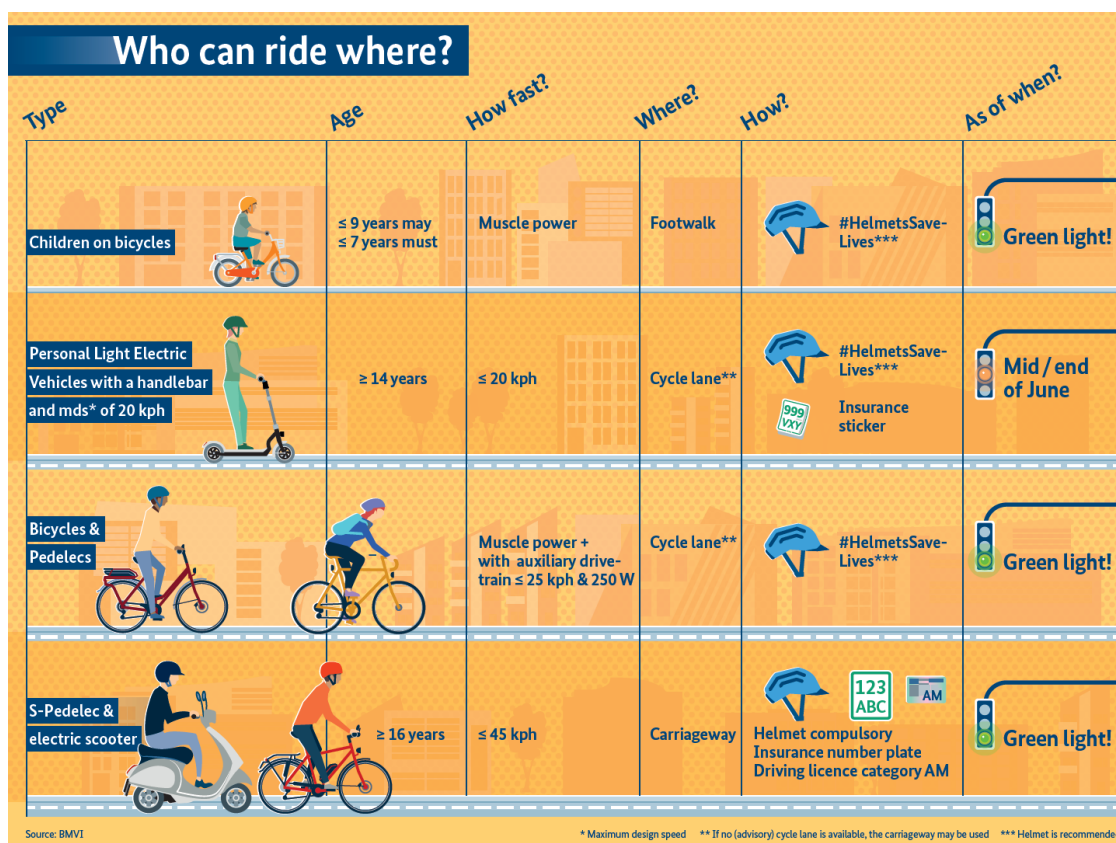 Who can ride where?
Type
Age
How fast?
Where?
How?
As of when?
Children on bicycles
≤ 9 years may
≤ 7 years must
Muscle power
Footwalk
#HelmetsSave-
Lives***
Green light!
Personal Light Electric
Vehicles with a handlebar
and mds* of 20 kph
≥ 14 years
≤ 20 kph
Cycle lane**
#HelmetsSave-
Lives***
999
VXY
Insurance
sticker
Mid / end
of June
Bicycles &
Pedelecs
Muscle power +
with auxiliary drive-
train ≤ 25 kph & 250 W
Cycle lane**
#HelmetsSave-
Lives***
Green light!
S-Pedelec &
electric scooter
≥ 16 years
≤ 45 kph
Carriageway
123
ABC
AM
Helmet compulsory
Insurance number plate
Driving licence category AM
Green light!
Source: BMVI
* Maximum design speed ** If no (advisory) cycle lane is available, the carriageway may be used *** Helmet is recommende